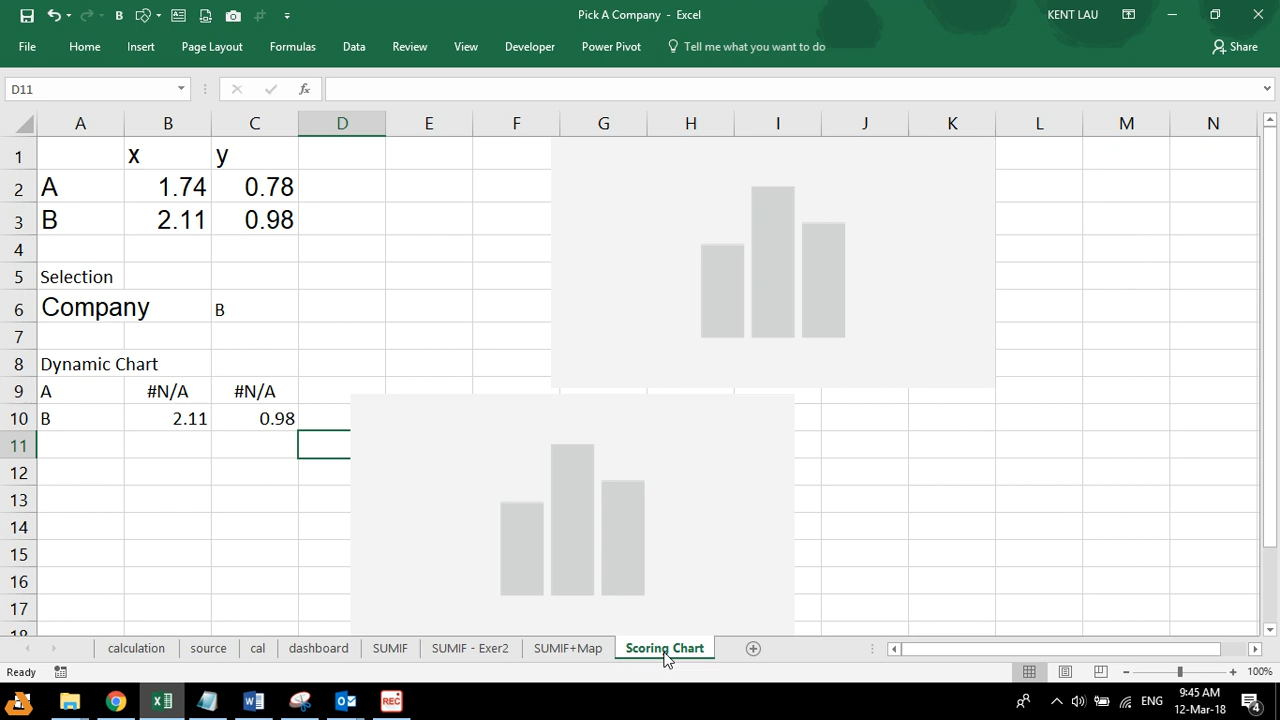 Pick A Company - Excel
KENT LAU
File Home Insert Page Layout Formulas Data Review View Developer Power Pivot Tell me what you want to do Share
D11 fx
A B C D E F G H I J K L M N
1 x y
2 A 1.74 0.78
3 B 2.11 0.98
4
5 Selection
6 Company B
7
8 Dynamic Chart
9 A #N/A #N/A
10 B 2.11 0.98
11
12
13
14
15
16
17
18
calculation source cal dashboard SUMIF SUMIF - Exer2 SUMIF+Map Scoring Chart
Ready 100%
REC ENG 9:45 AM
12-Mar-18 4